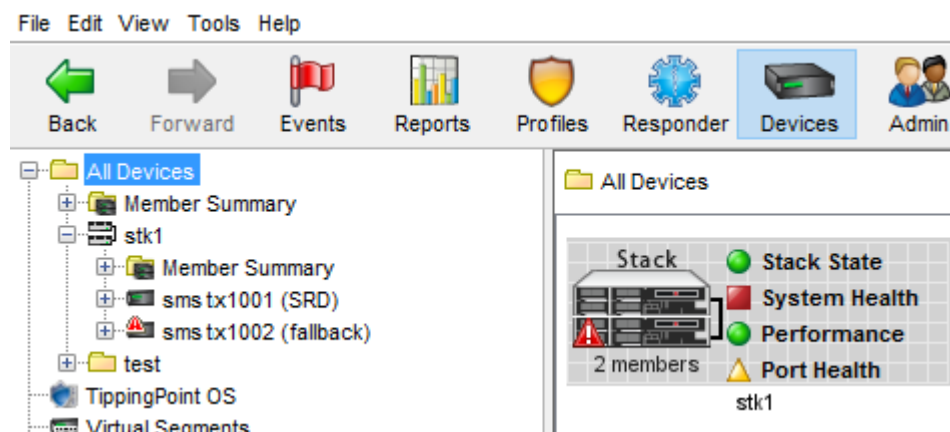 File Edit View Tools Help
Back Forward Events Reports Profiles Responder Devices Admin
All Devices
Member Summary
stk1
Member Summary
sms tx1001 (SRD)
sms tx1002 (fallback)
test
TippingPoint OS
Virtual Segments
All Devices
Stack
2 members
Stack State
System Health
Performance
Port Health
stk1